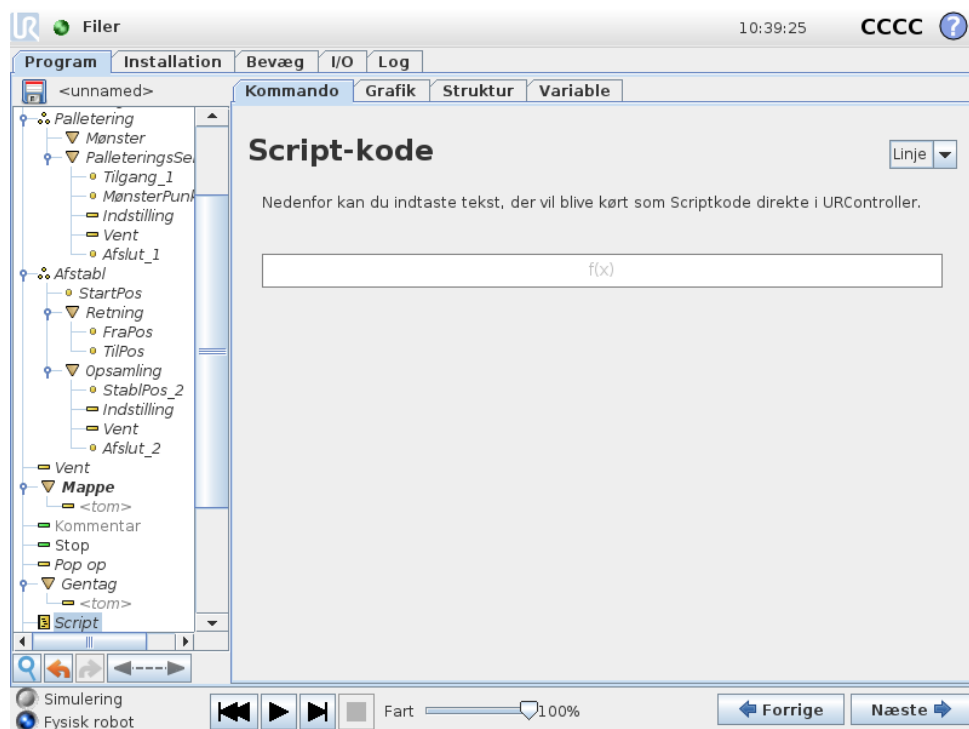 UR Filer 10:39:25 CCCC ?
Program Installation Bevæg I/O Log
<unnamed> Kommando Grafik Struktur Variable
Palletering
Mønster
PalleteringsSe
Tilgang_1
MønsterPunk
Indstilling
Vent
Afslut_1
Afstabl
StartPos
Retning
FraPos
TilPos
Opsamling
StablPos_2
Indstilling
Vent
Afslut_2
Vent
Mappe
<tom>
Kommentar
Stop
Pop op
Gentag
<tom>
Script
Script-kode
Linje
Nedenfor kan du indtaste tekst, der vil blive kørt som Scriptkode direkte i URController.
f(x)
Simulering
Fysisk robot
Fart 100%
Forrige Næste